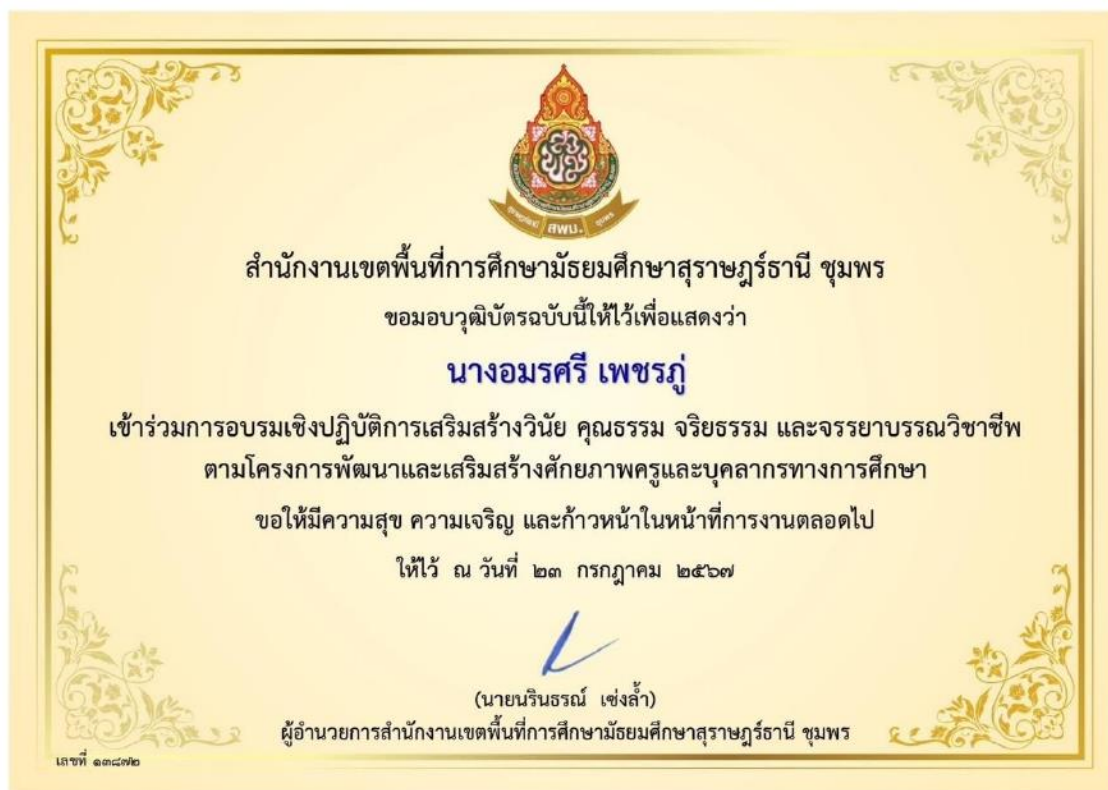 สุราษฎร์ธานี สพม. ชุมพร
สำนักงานเขตพื้นที่การศึกษามัธยมศึกษาสุราษฎร์ธานี ชุมพร
ขอมอบวุฒิบัตรฉบับนี้ให้ไว้เพื่อแสดงว่า
นางอมรศรี เพชรภู่
เข้าร่วมการอบรมเชิงปฏิบัติการเสริมสร้างวินัย คุณธรรม จริยธรรม และจรรยาบรรณวิชาชีพ
ตามโครงการพัฒนาและเสริมสร้างศักยภาพครูและบุคลากรทางการศึกษา
ขอให้มีความสุข ความเจริญ และก้าวหน้าในหน้าที่การงานตลอดไป
ให้ไว้ ณ วันที่ ๒๓ กรกฎาคม ๒๕๖๗
(นายนรินธรณ์ เซ่งล้ำ)
ผู้อำนวยการสำนักงานเขตพื้นที่การศึกษามัธยมศึกษาสุราษฎร์ธานี ชุมพร
เลขที่ ๑๓๘๗๒